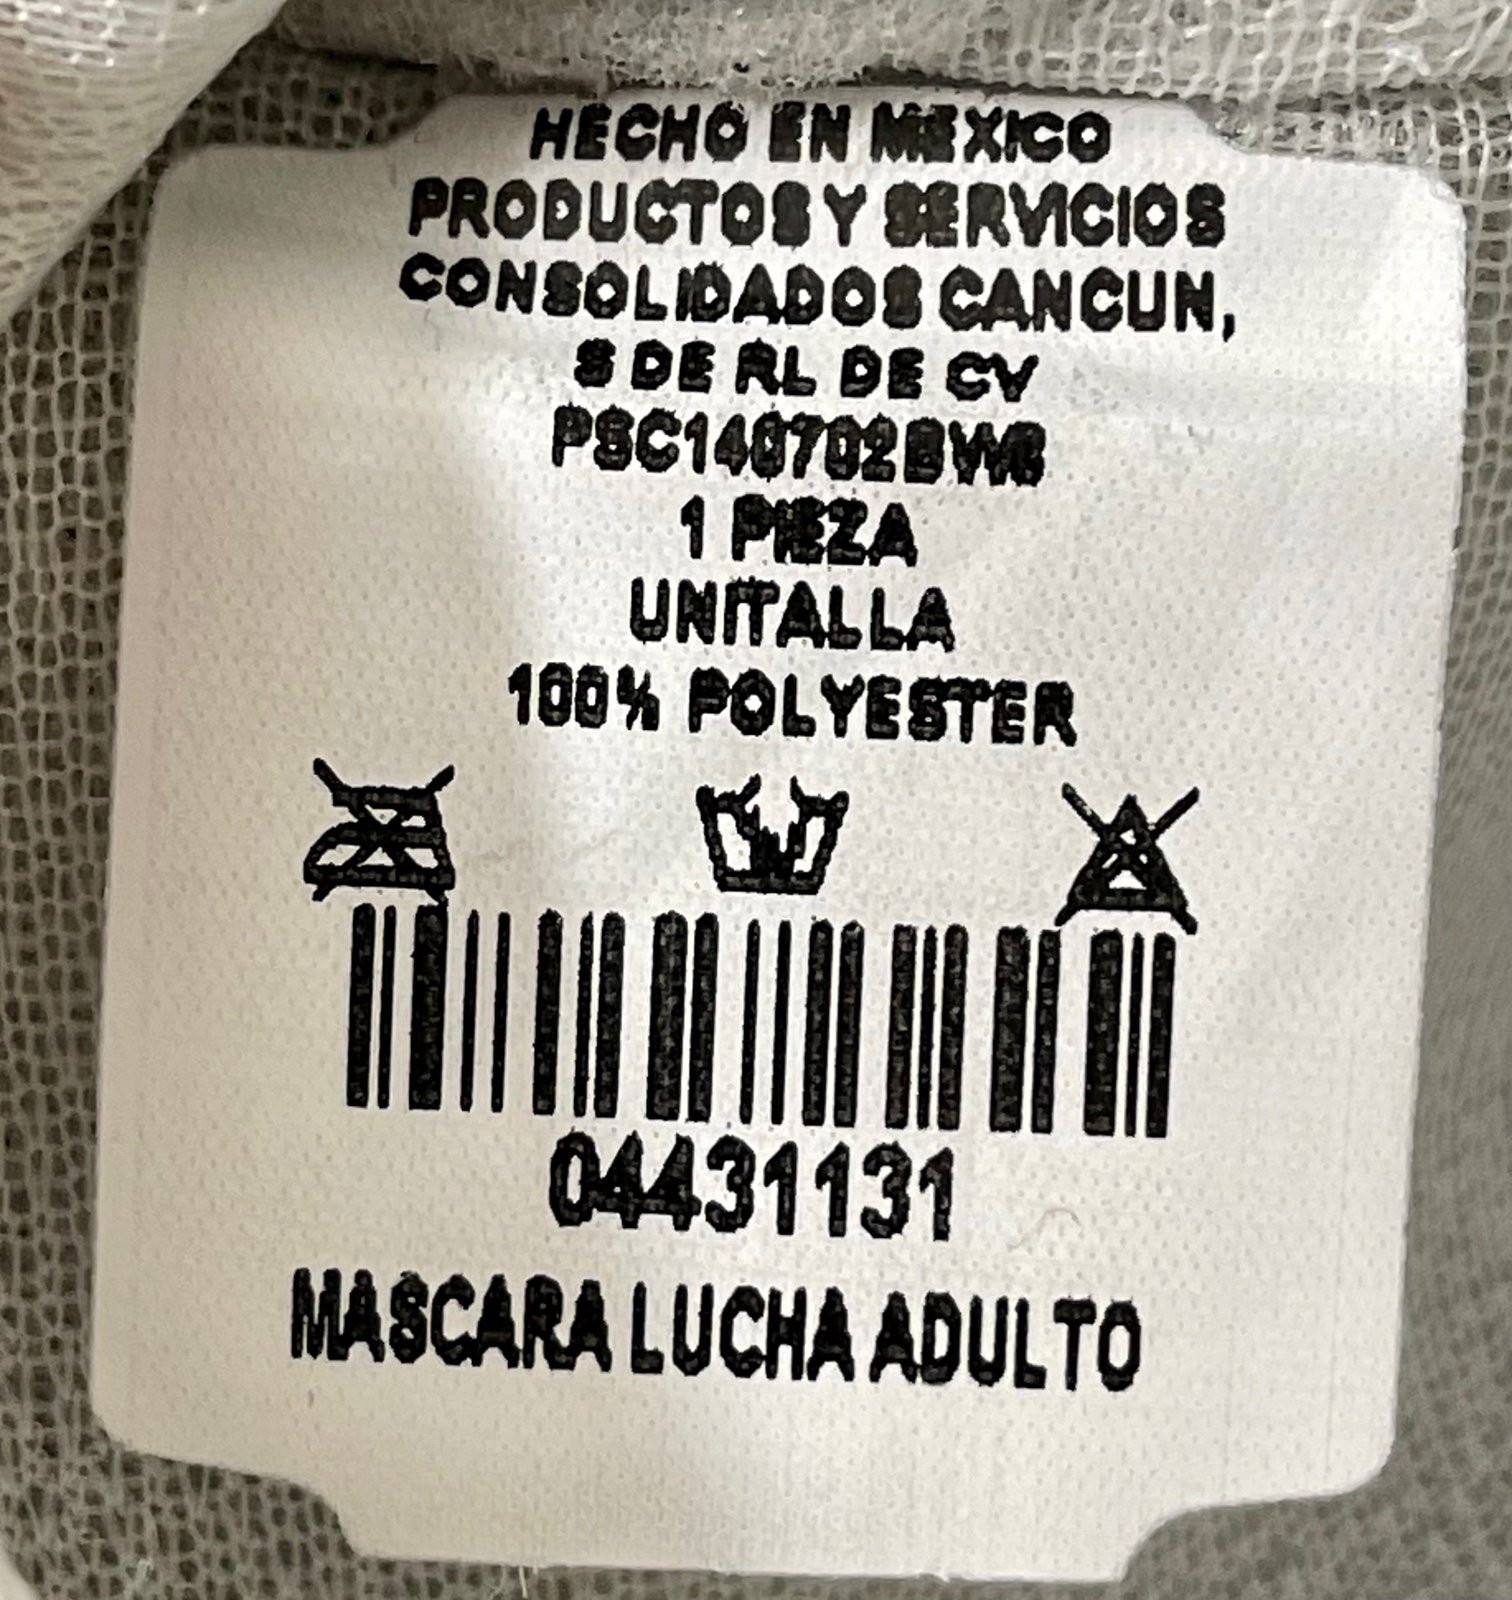 HECHO EN MEXICO
PRODUCTOS Y SERVICIOS
CONSOLIDADOS CANCUN,
S DE RL DE CV
1 PIEZA
UNITALLA
100% POLYESTER
04431131
MASCARA LUCHA ADULTO